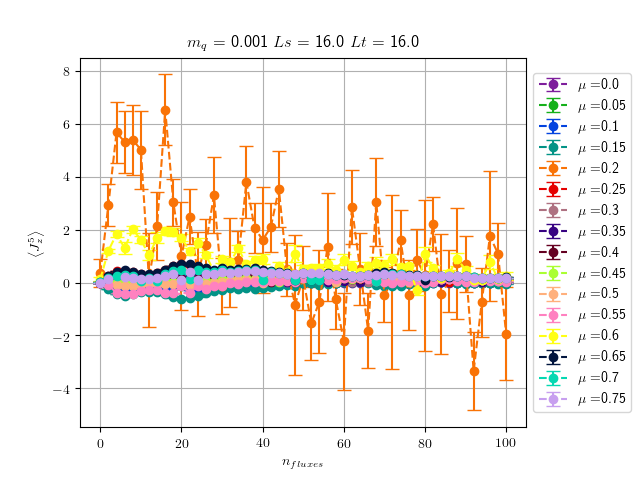 m_q = 0.001 Ls = 16.0 Lt = 16.0
⟨J_z^5⟩
8
6
4
2
0
−2
−4
0 20 40 60 80 100
n_{fluxes}
μ =0.0
μ =0.05
μ =0.1
μ =0.15
μ =0.2
μ =0.25
μ =0.3
μ =0.35
μ =0.4
μ =0.45
μ =0.5
μ =0.55
μ =0.6
μ =0.65
μ =0.7
μ =0.75